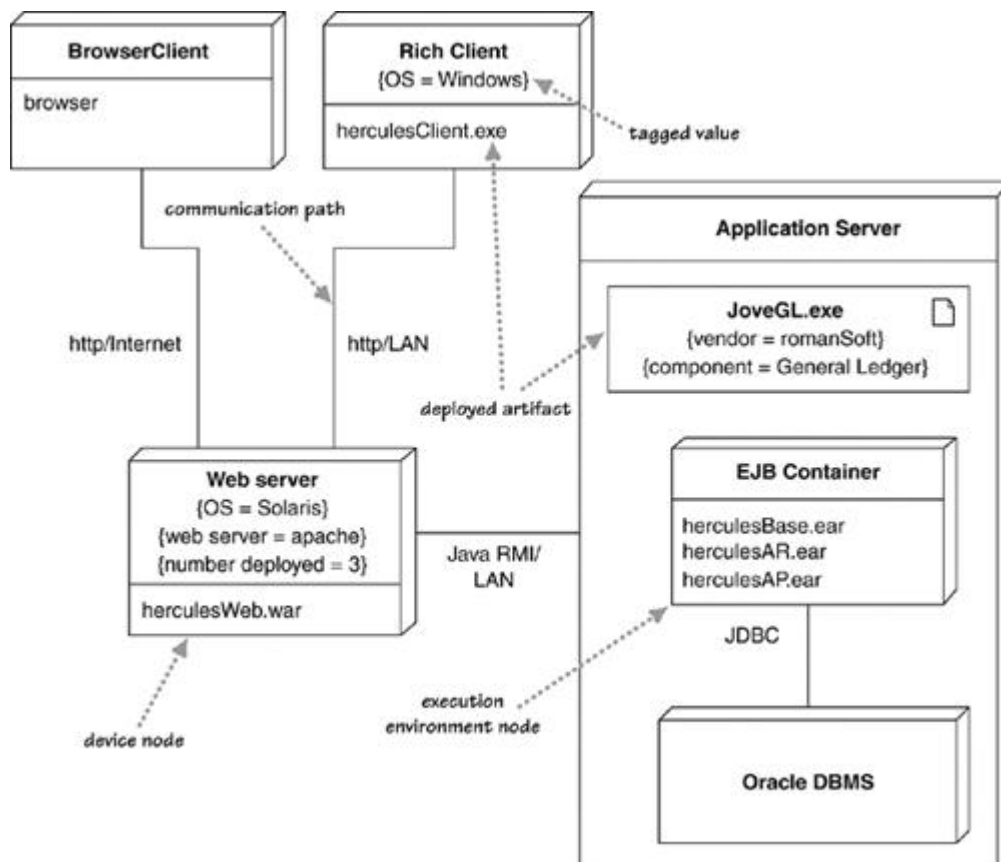 BrowserClient
browser
Rich Client
{OS = Windows}
herculesClient.exe
tagged value
communication path
Application Server
JoveGL.exe
{vendor = romanSoft}
{component = General Ledger}
http/Internet
http/LAN
deployed artifact
Web server
{OS = Solaris}
{web server = apache}
{number deployed = 3}
herculesWeb.war
Java RMI/
LAN
EJB Container
herculesBase.ear
herculesAR.ear
herculesAP.ear
JDBC
device node
execution
environment node
Oracle DBMS